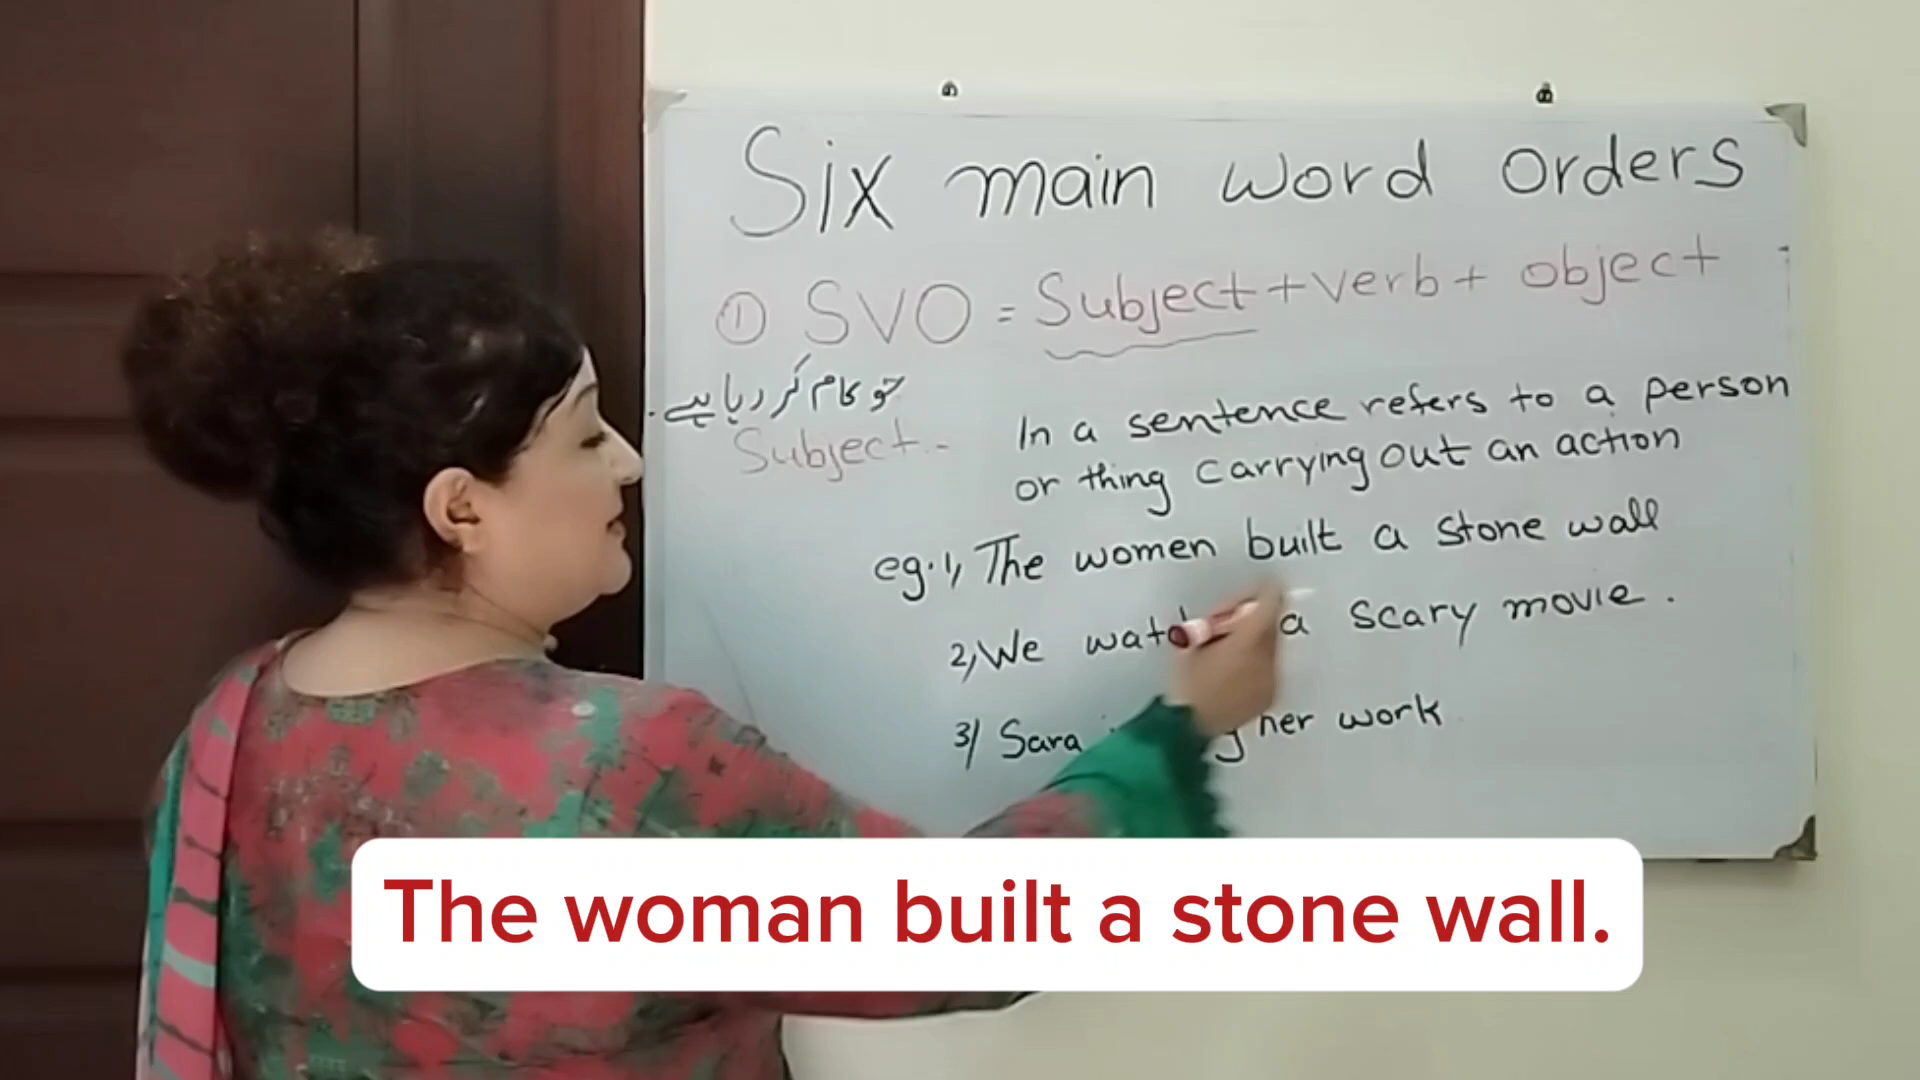 Six main word orders
① SVO = Subject + verb + object
جو کام کر رہا ہے.
Subject..
In a sentence refers to a person
or thing carrying out an action
eg. 1, The women built a stone wall
2, We a scary movie.
3) Sara her work
The woman built a stone wall.